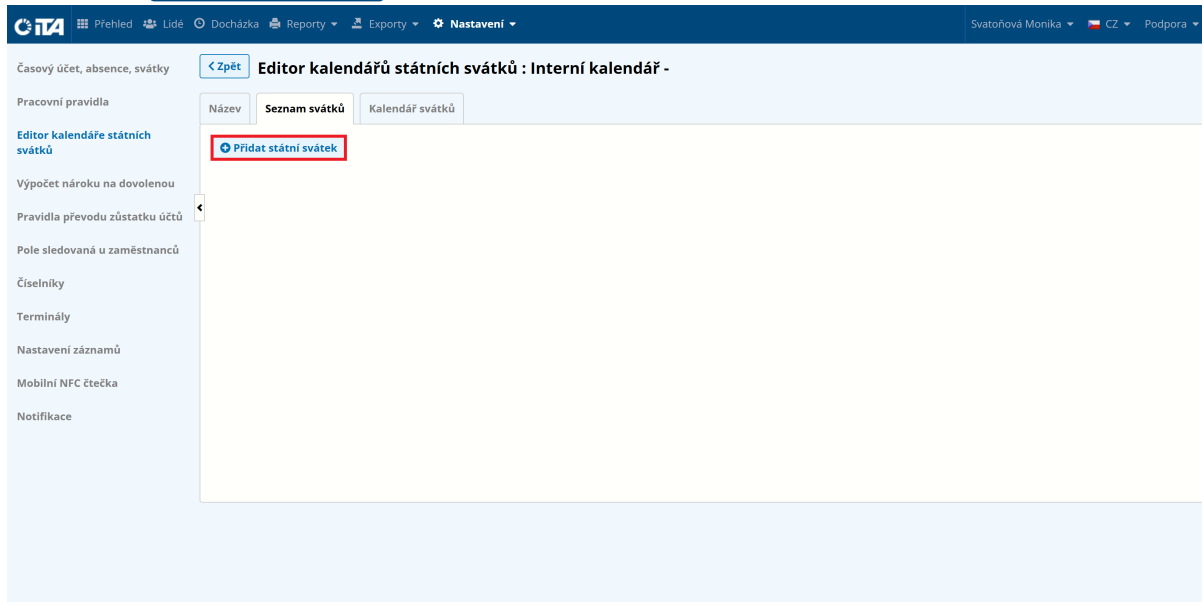 iTA Přehled Lidé Docházka Reporty Exporty Nastavení Svatoňová Monika CZ Podpora
Časový účet, absence, svátky
Pracovní pravidla
Editor kalendáře státních
svátků
Výpočet nároku na dovolenou
Pravidla převodu zůstatku účtů
Pole sledovaná u zaměstnanců
Číselníky
Terminály
Nastavení záznamů
Mobilní NFC čtečka
Notifikace
Zpět Editor kalendářů státních svátků : Interní kalendář -
Název Seznam svátků Kalendář svátků
Přidat státní svátek